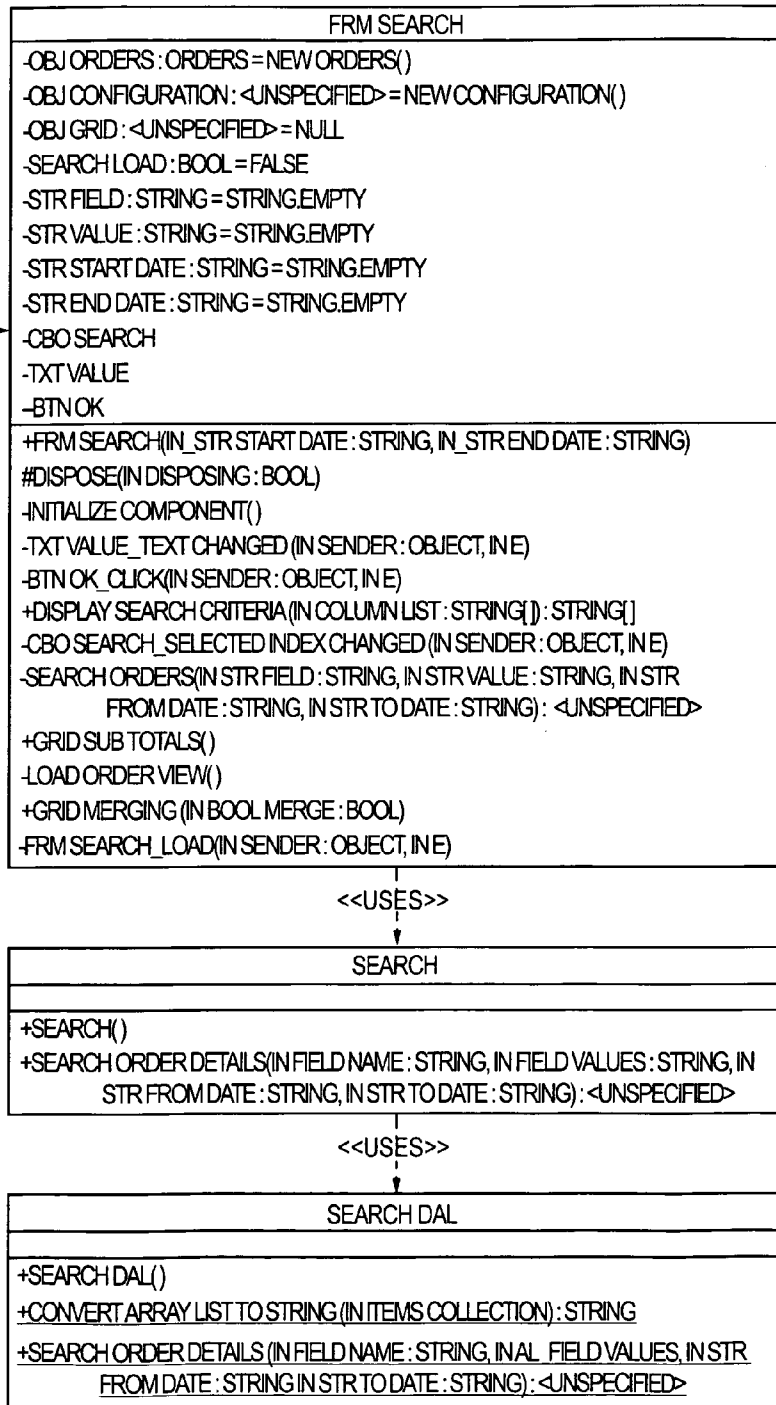 FRM SEARCH
-OBJ ORDERS : ORDERS = NEW ORDERS( )
-OBJ CONFIGURATION : <UNSPECIFIED> = NEW CONFIGURATION( )
-OBJ GRID : <UNSPECIFIED> = NULL
-SEARCH LOAD : BOOL = FALSE
-STR FIELD : STRING = STRING.EMPTY
-STR VALUE : STRING = STRING.EMPTY
-STR START DATE : STRING = STRING.EMPTY
-STR END DATE : STRING = STRING.EMPTY
-CBO SEARCH
-TXT VALUE
-BTN OK
+FRM SEARCH(IN_STR START DATE : STRING, IN_STR END DATE : STRING)
#DISPOSE(IN DISPOSING : BOOL)
-INITIALIZE COMPONENT( )
-TXT VALUE_TEXT CHANGED (IN SENDER : OBJECT, IN E)
-BTN OK_CLICK(IN SENDER : OBJECT, IN E)
+DISPLAY SEARCH CRITERIA (IN COLUMN LIST : STRING[ ]) : STRING[ ]
-CBO SEARCH_SELECTED INDEX CHANGED (IN SENDER : OBJECT, IN E)
-SEARCH ORDERS(IN STR FIELD : STRING, IN STR VALUE : STRING, IN STR
FROM DATE : STRING, IN STR TO DATE : STRING) : <UNSPECIFIED>
+GRID SUB TOTALS( )
-LOAD ORDER VIEW( )
+GRID MERGING (IN BOOL MERGE : BOOL)
-FRM SEARCH_LOAD(IN SENDER : OBJECT, IN E)
<<USES>>
SEARCH
+SEARCH( )
+SEARCH ORDER DETAILS(IN FIELD NAME : STRING, IN FIELD VALUES : STRING, IN
STR FROM DATE : STRING, IN STR TO DATE : STRING) : <UNSPECIFIED>
<<USES>>
SEARCH DAL
+SEARCH DAL( )
+CONVERT ARRAY LIST TO STRING (IN ITEMS COLLECTION) : STRING
+SEARCH ORDER DETAILS (IN FIELD NAME : STRING, IN AL_FIELD VALUES, IN STR
FROM DATE : STRING IN STR TO DATE : STRING) : <UNSPECIFIED>